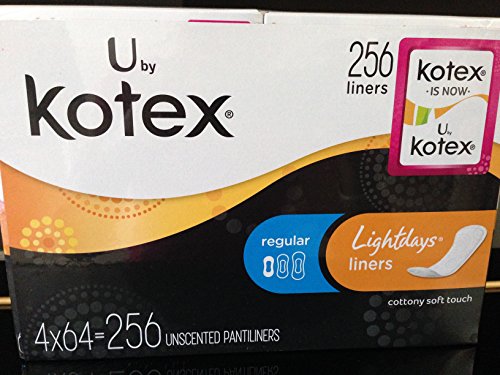 U by
Kotex®
256
liners
Kotex®
• IS NOW •
U by
Kotex®
regular
Lightdays®
liners
cottony soft touch
4x64=256 UNSCENTED PANTILINERS